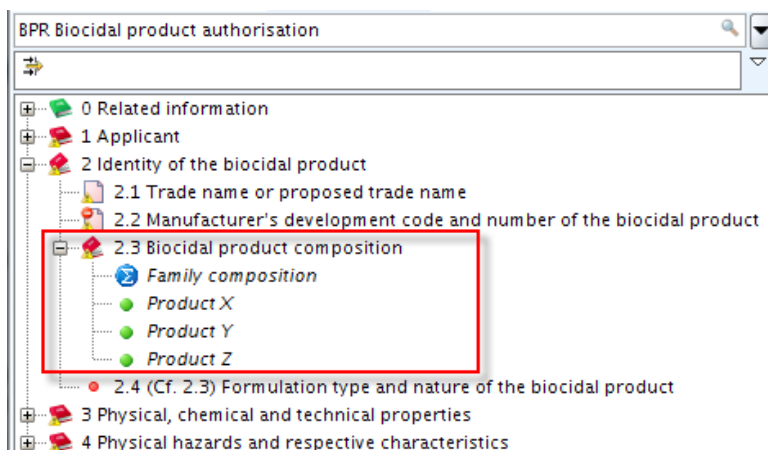 BPR Biocidal product authorisation
0 Related information
1 Applicant
2 Identity of the biocidal product
2.1 Trade name or proposed trade name
2.2 Manufacturer's development code and number of the biocidal product
2.3 Biocidal product composition
Family composition
Product X
Product Y
Product Z
2.4 (Cf. 2.3) Formulation type and nature of the biocidal product
3 Physical, chemical and technical properties
4 Physical hazards and respective characteristics